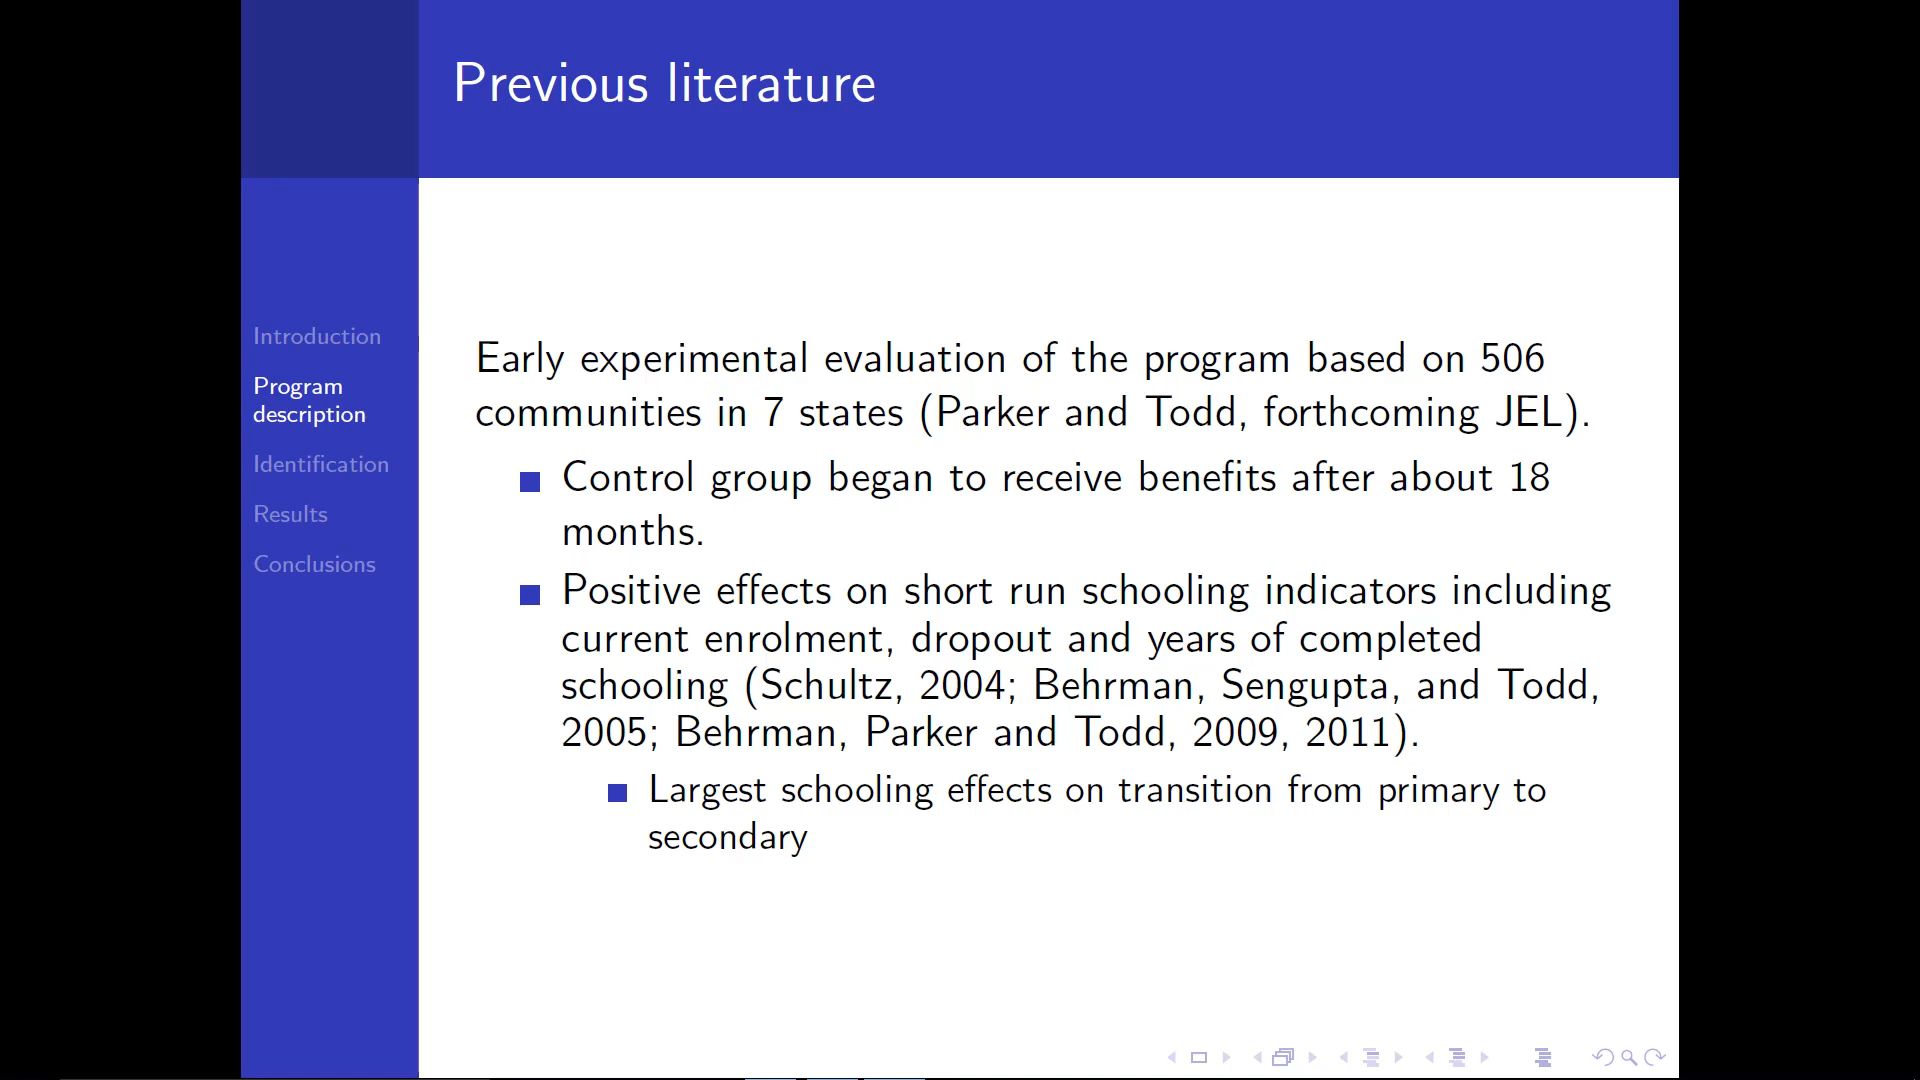 Previous literature
Introduction
Program
description
Identification
Results
Conclusions
Early experimental evaluation of the program based on 506
communities in 7 states (Parker and Todd, forthcoming JEL).
Control group began to receive benefits after about 18
months.
Positive effects on short run schooling indicators including
current enrolment, dropout and years of completed
schooling (Schultz, 2004; Behrman, Sengupta, and Todd,
2005; Behrman, Parker and Todd, 2009, 2011).
Largest schooling effects on transition from primary to
secondary